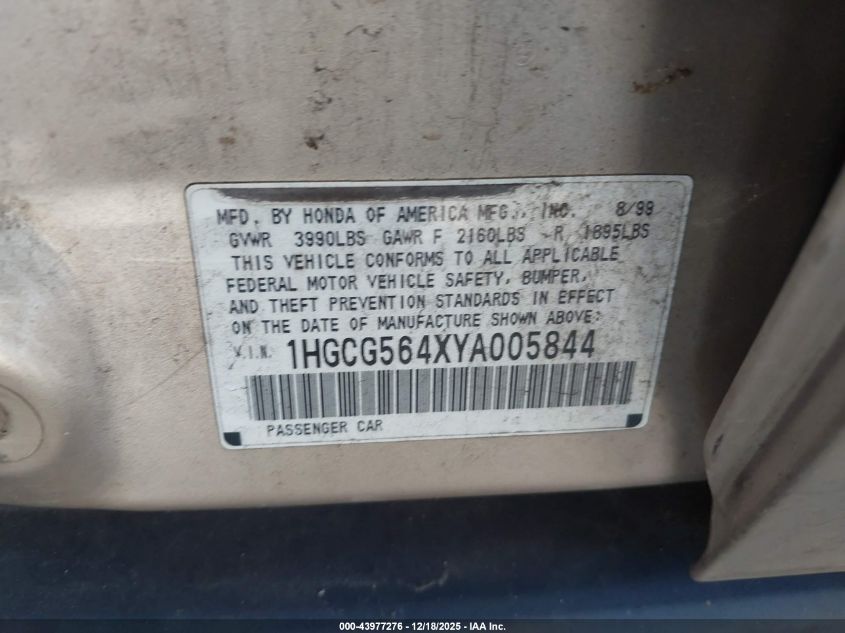 MFD. BY HONDA OF AMERICA MFG., INC. 8/99
GVWR 3990LBS GAWR F 2160LBS R 1895LBS
THIS VEHICLE CONFORMS TO ALL APPLICABLE
FEDERAL MOTOR VEHICLE SAFETY, BUMPER,
AND THEFT PREVENTION STANDARDS IN EFFECT
ON THE DATE OF MANUFACTURE SHOWN ABOVE:
V.I.N. 1HGCG564XYA005844
PASSENGER CAR
000-43977276 - 12/18/2025 - IAA Inc.